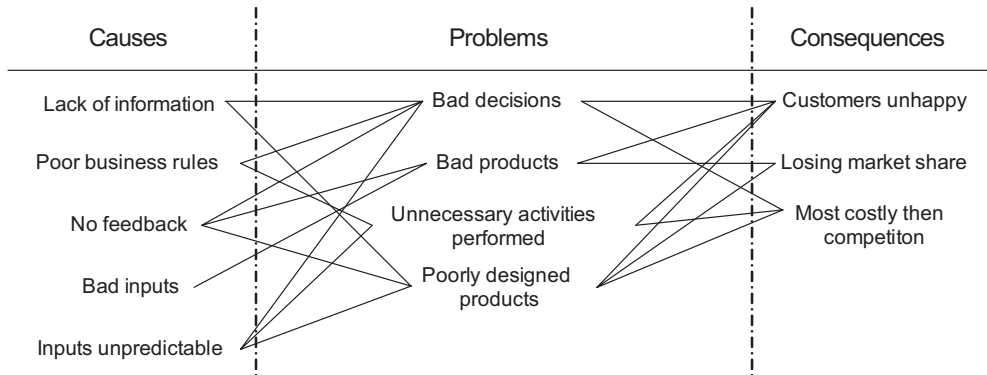 Causes
Problems
Consequences
Lack of information
Bad decisions
Customers unhappy
Poor business rules
Bad products
Losing market share
No feedback
Unnecessary activities
performed
Most costly then
competiton
Bad inputs
Poorly designed
products
Inputs unpredictable